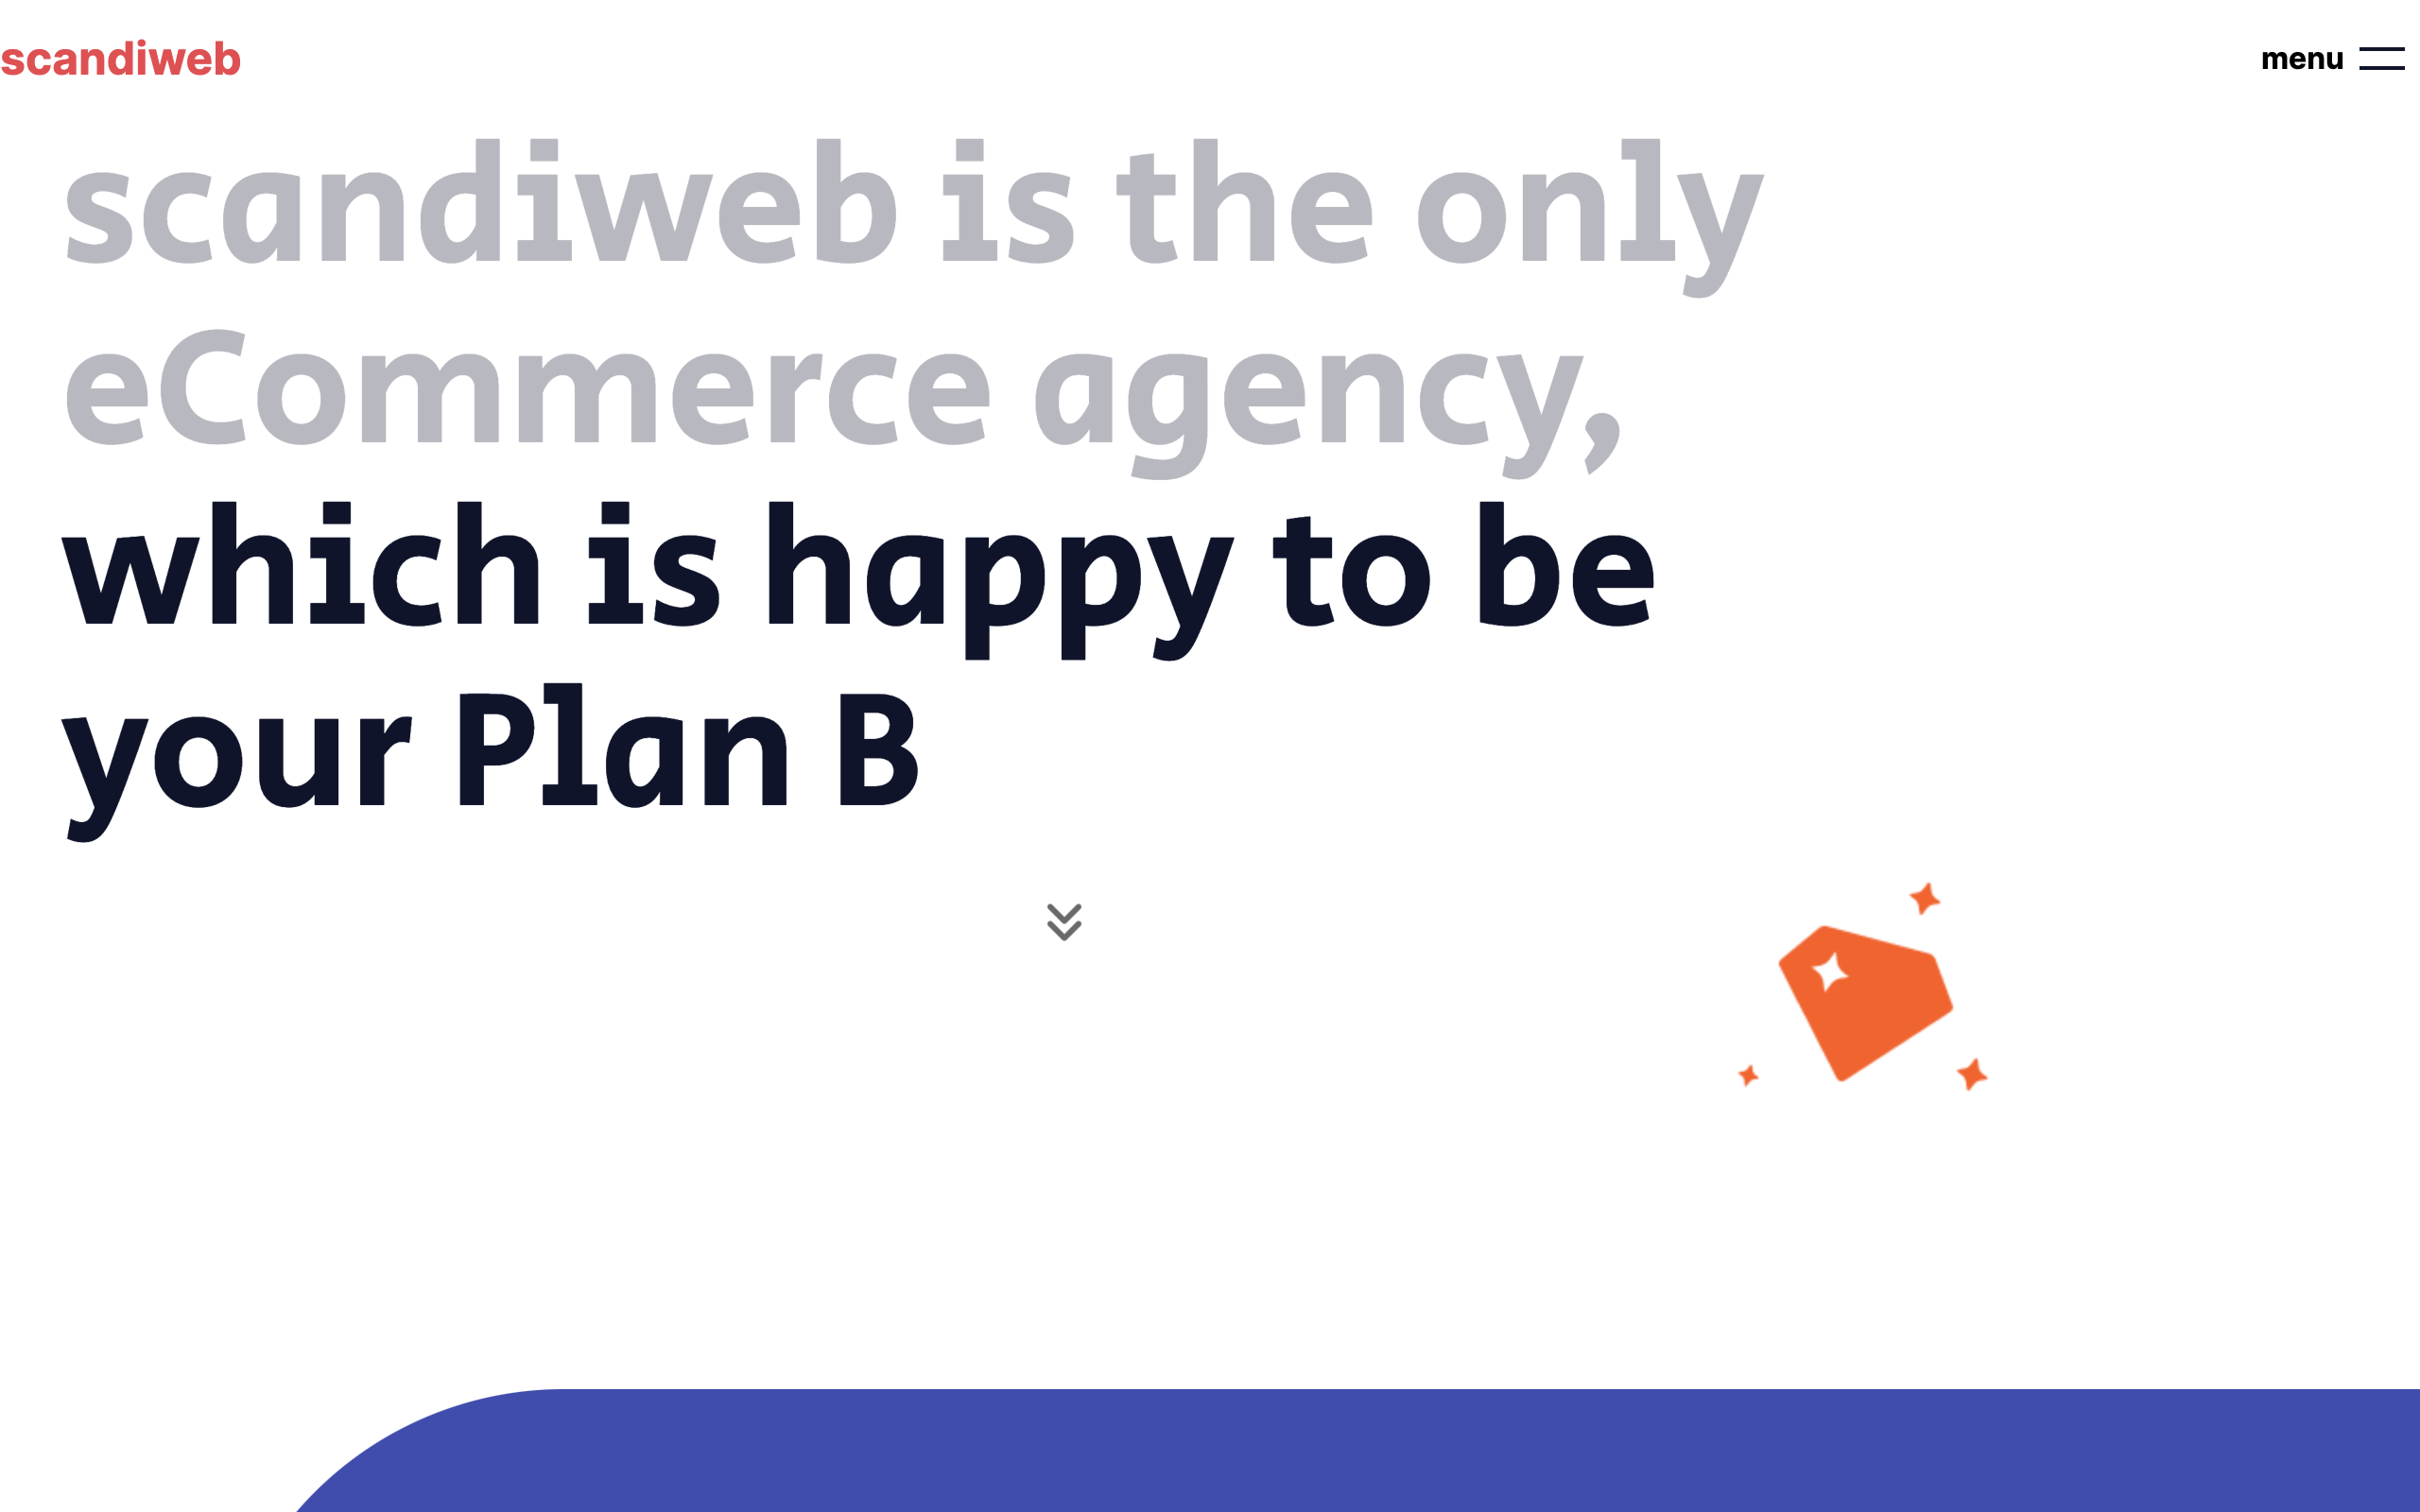 scandiweb
menu
scandiweb is the only
eCommerce agency,
which is happy to be
your Plan B